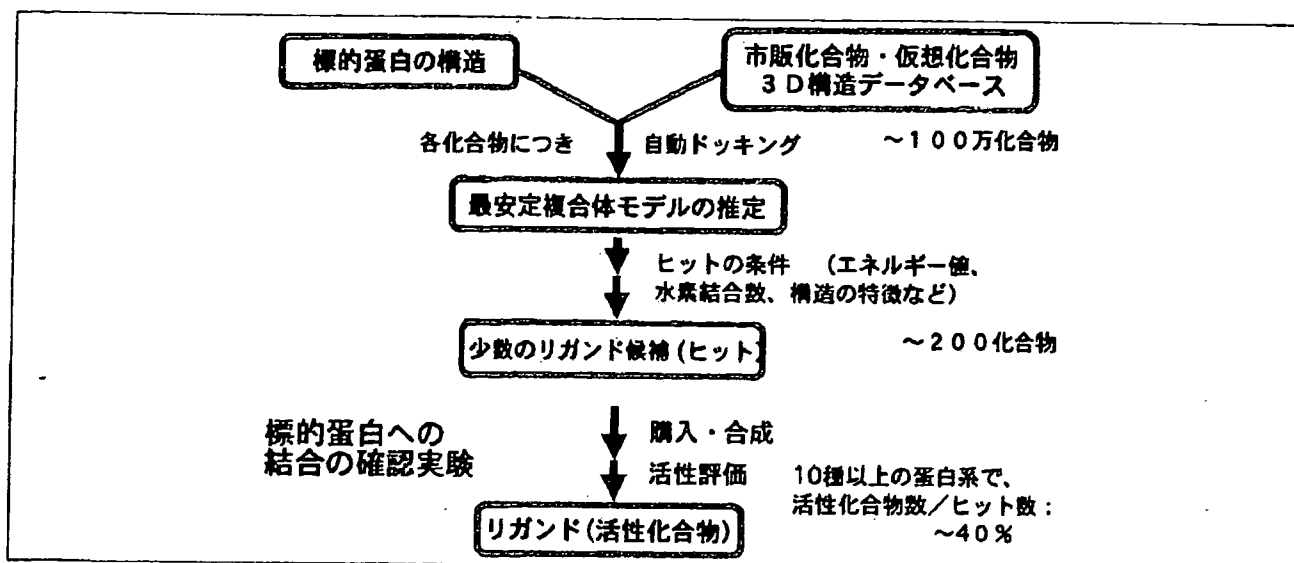 標的蛋白の構造
市販化合物・仮想化合物
3D構造データベース
各化合物につき 自動ドッキング
～100万化合物
最安定複合体モデルの推定
ヒットの条件 (エネルギー値、
水素結合数、構造の特徴など)
少数のリガンド候補(ヒット)
～200化合物
標的蛋白への
結合の確認実験
購入・合成
活性評価
10種以上の蛋白系で、
活性化合物数/ヒット数:
～40%
リガンド(活性化合物)